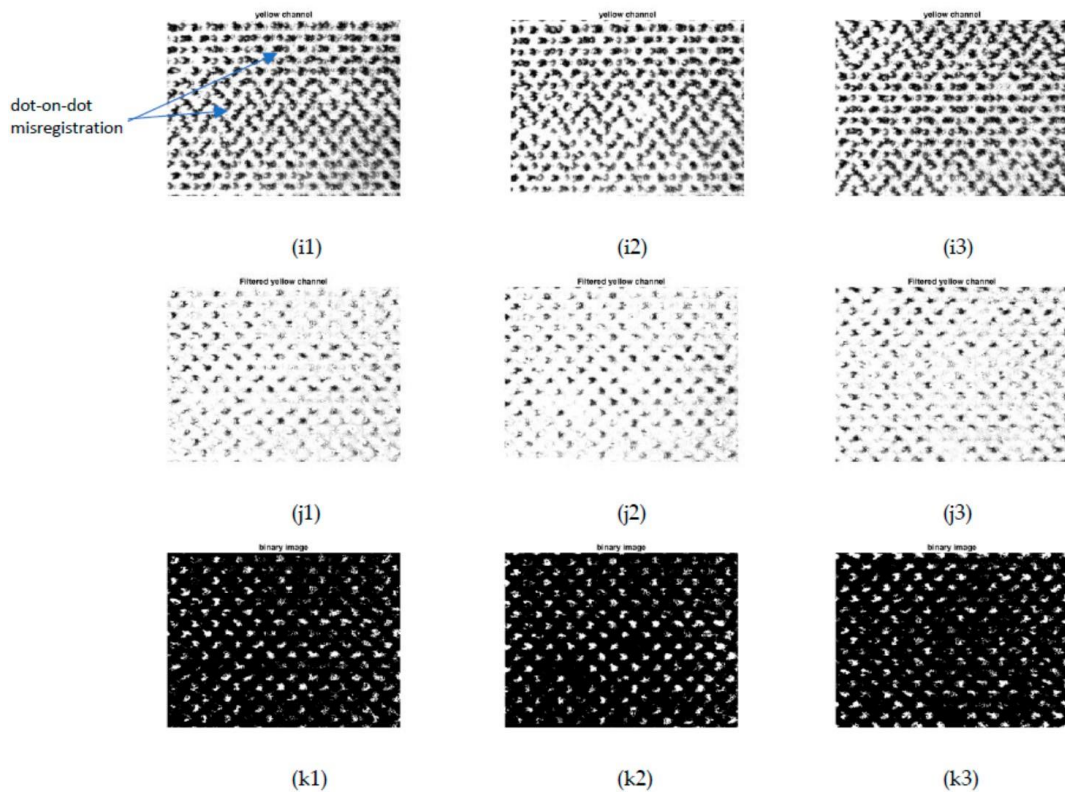 yellow channel
yellow channel
yellow channel
dot-on-dot
misregistration
(i1)
(i2)
(i3)
Filtered yellow channel
Filtered yellow channel
Filtered yellow channel
(j1)
(j2)
(j3)
binary image
binary image
binary image
(k1)
(k2)
(k3)